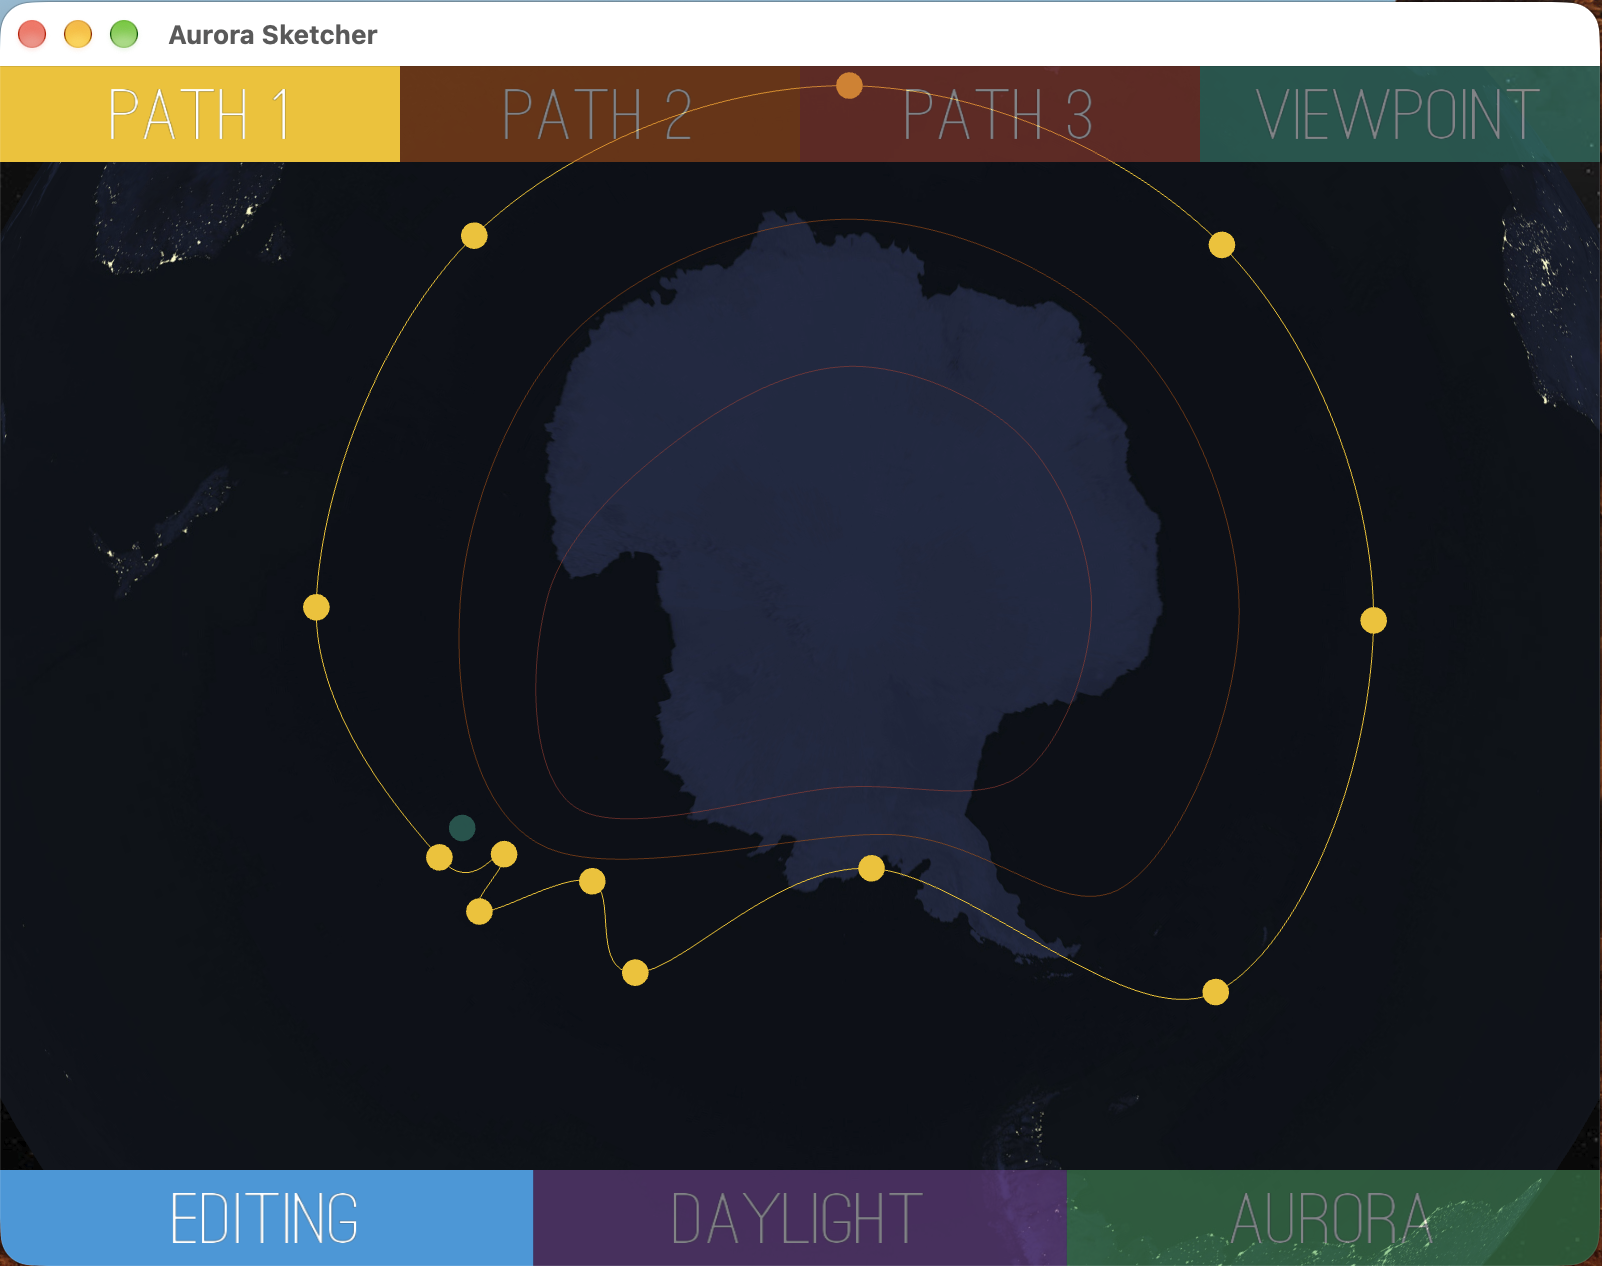 Aurora Sketcher
PATH 1
PATH 2
PATH 3
VIEWPOINT
EDITING
DAYLIGHT
AURORA